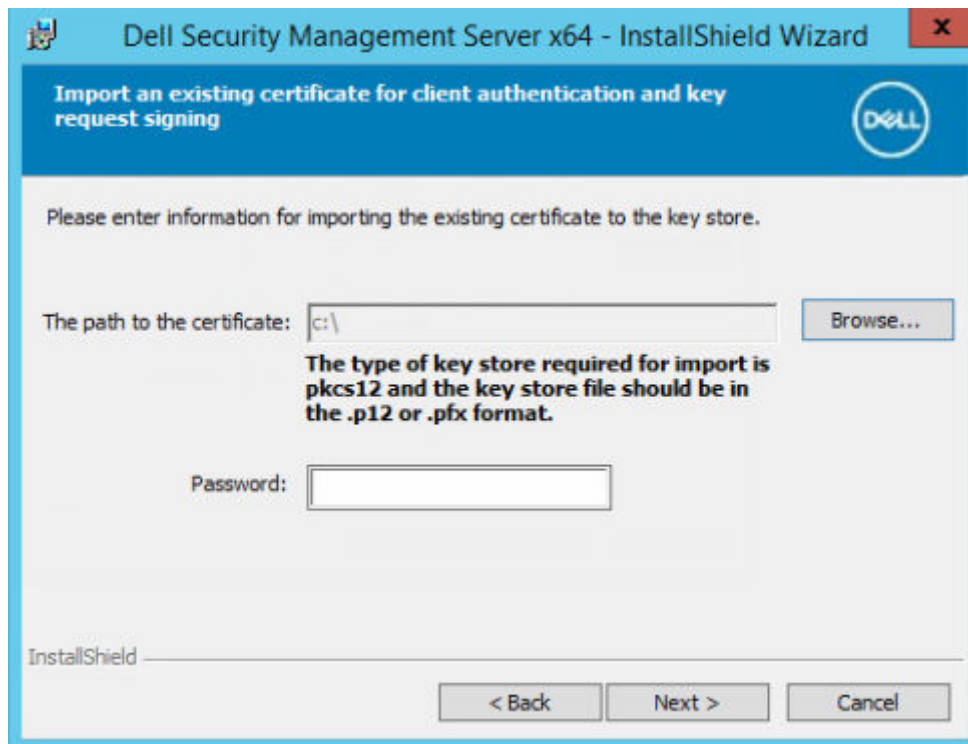 Dell Security Management Server x64 - InstallShield Wizard
x
Import an existing certificate for client authentication and key
request signing
DELL
Please enter information for importing the existing certificate to the key store.
The path to the certificate:
c:\
Browse...
The type of key store required for import is
pkcs12 and the key store file should be in
the .p12 or .pfx format.
Password:
InstallShield
< Back
Next >
Cancel